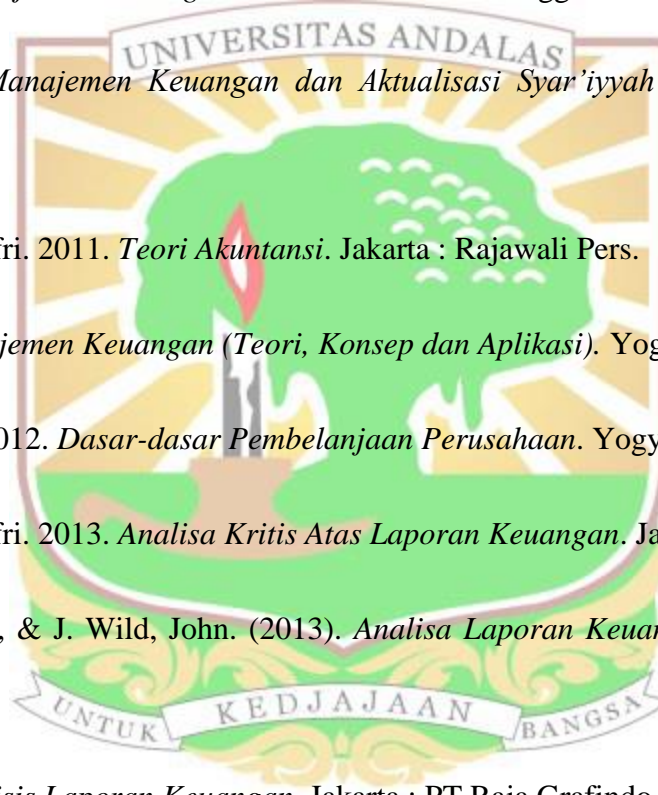 UNIVERSITAS ANDALAS
Manajemen Keuangan dan Aktualisasi Syar’iyyah
fri. 2011. Teori Akuntansi. Jakarta : Rajawali Pers.
jemen Keuangan (Teori, Konsep dan Aplikasi). Yog
012. Dasar-dasar Pembelanjaan Perusahaan. Yogy
fri. 2013. Analisa Kritis Atas Laporan Keuangan. Ja
, & J. Wild, John. (2013). Analisa Laporan Keuan
UNTUK KEDJAJAAN BANGSA
isis Laporan Keuangan. Jakarta : PT Raja Grafindo